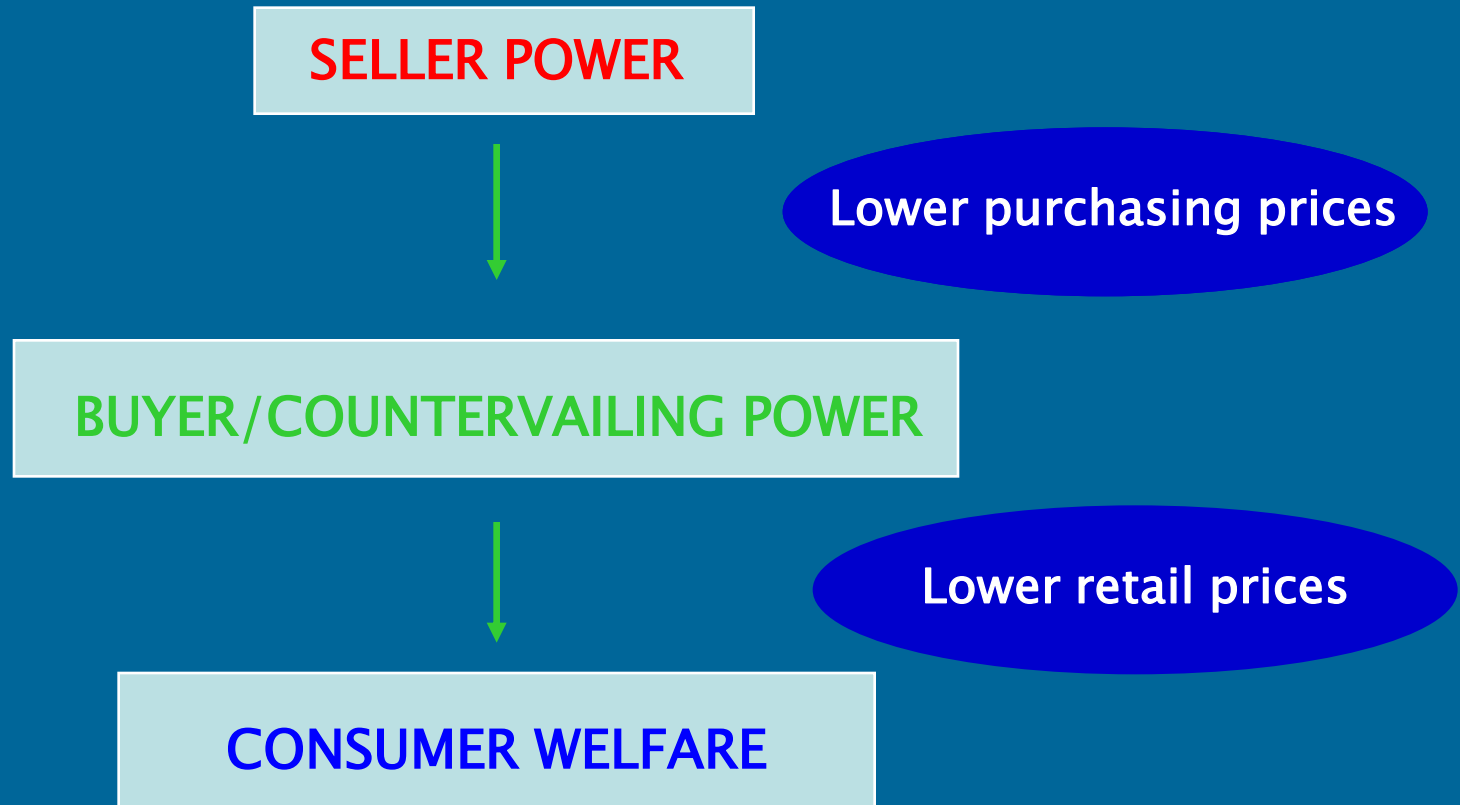 SELLER POWER
Lower purchasing prices
BUYER/COUNTERVAILING POWER
Lower retail prices
CONSUMER WELFARE